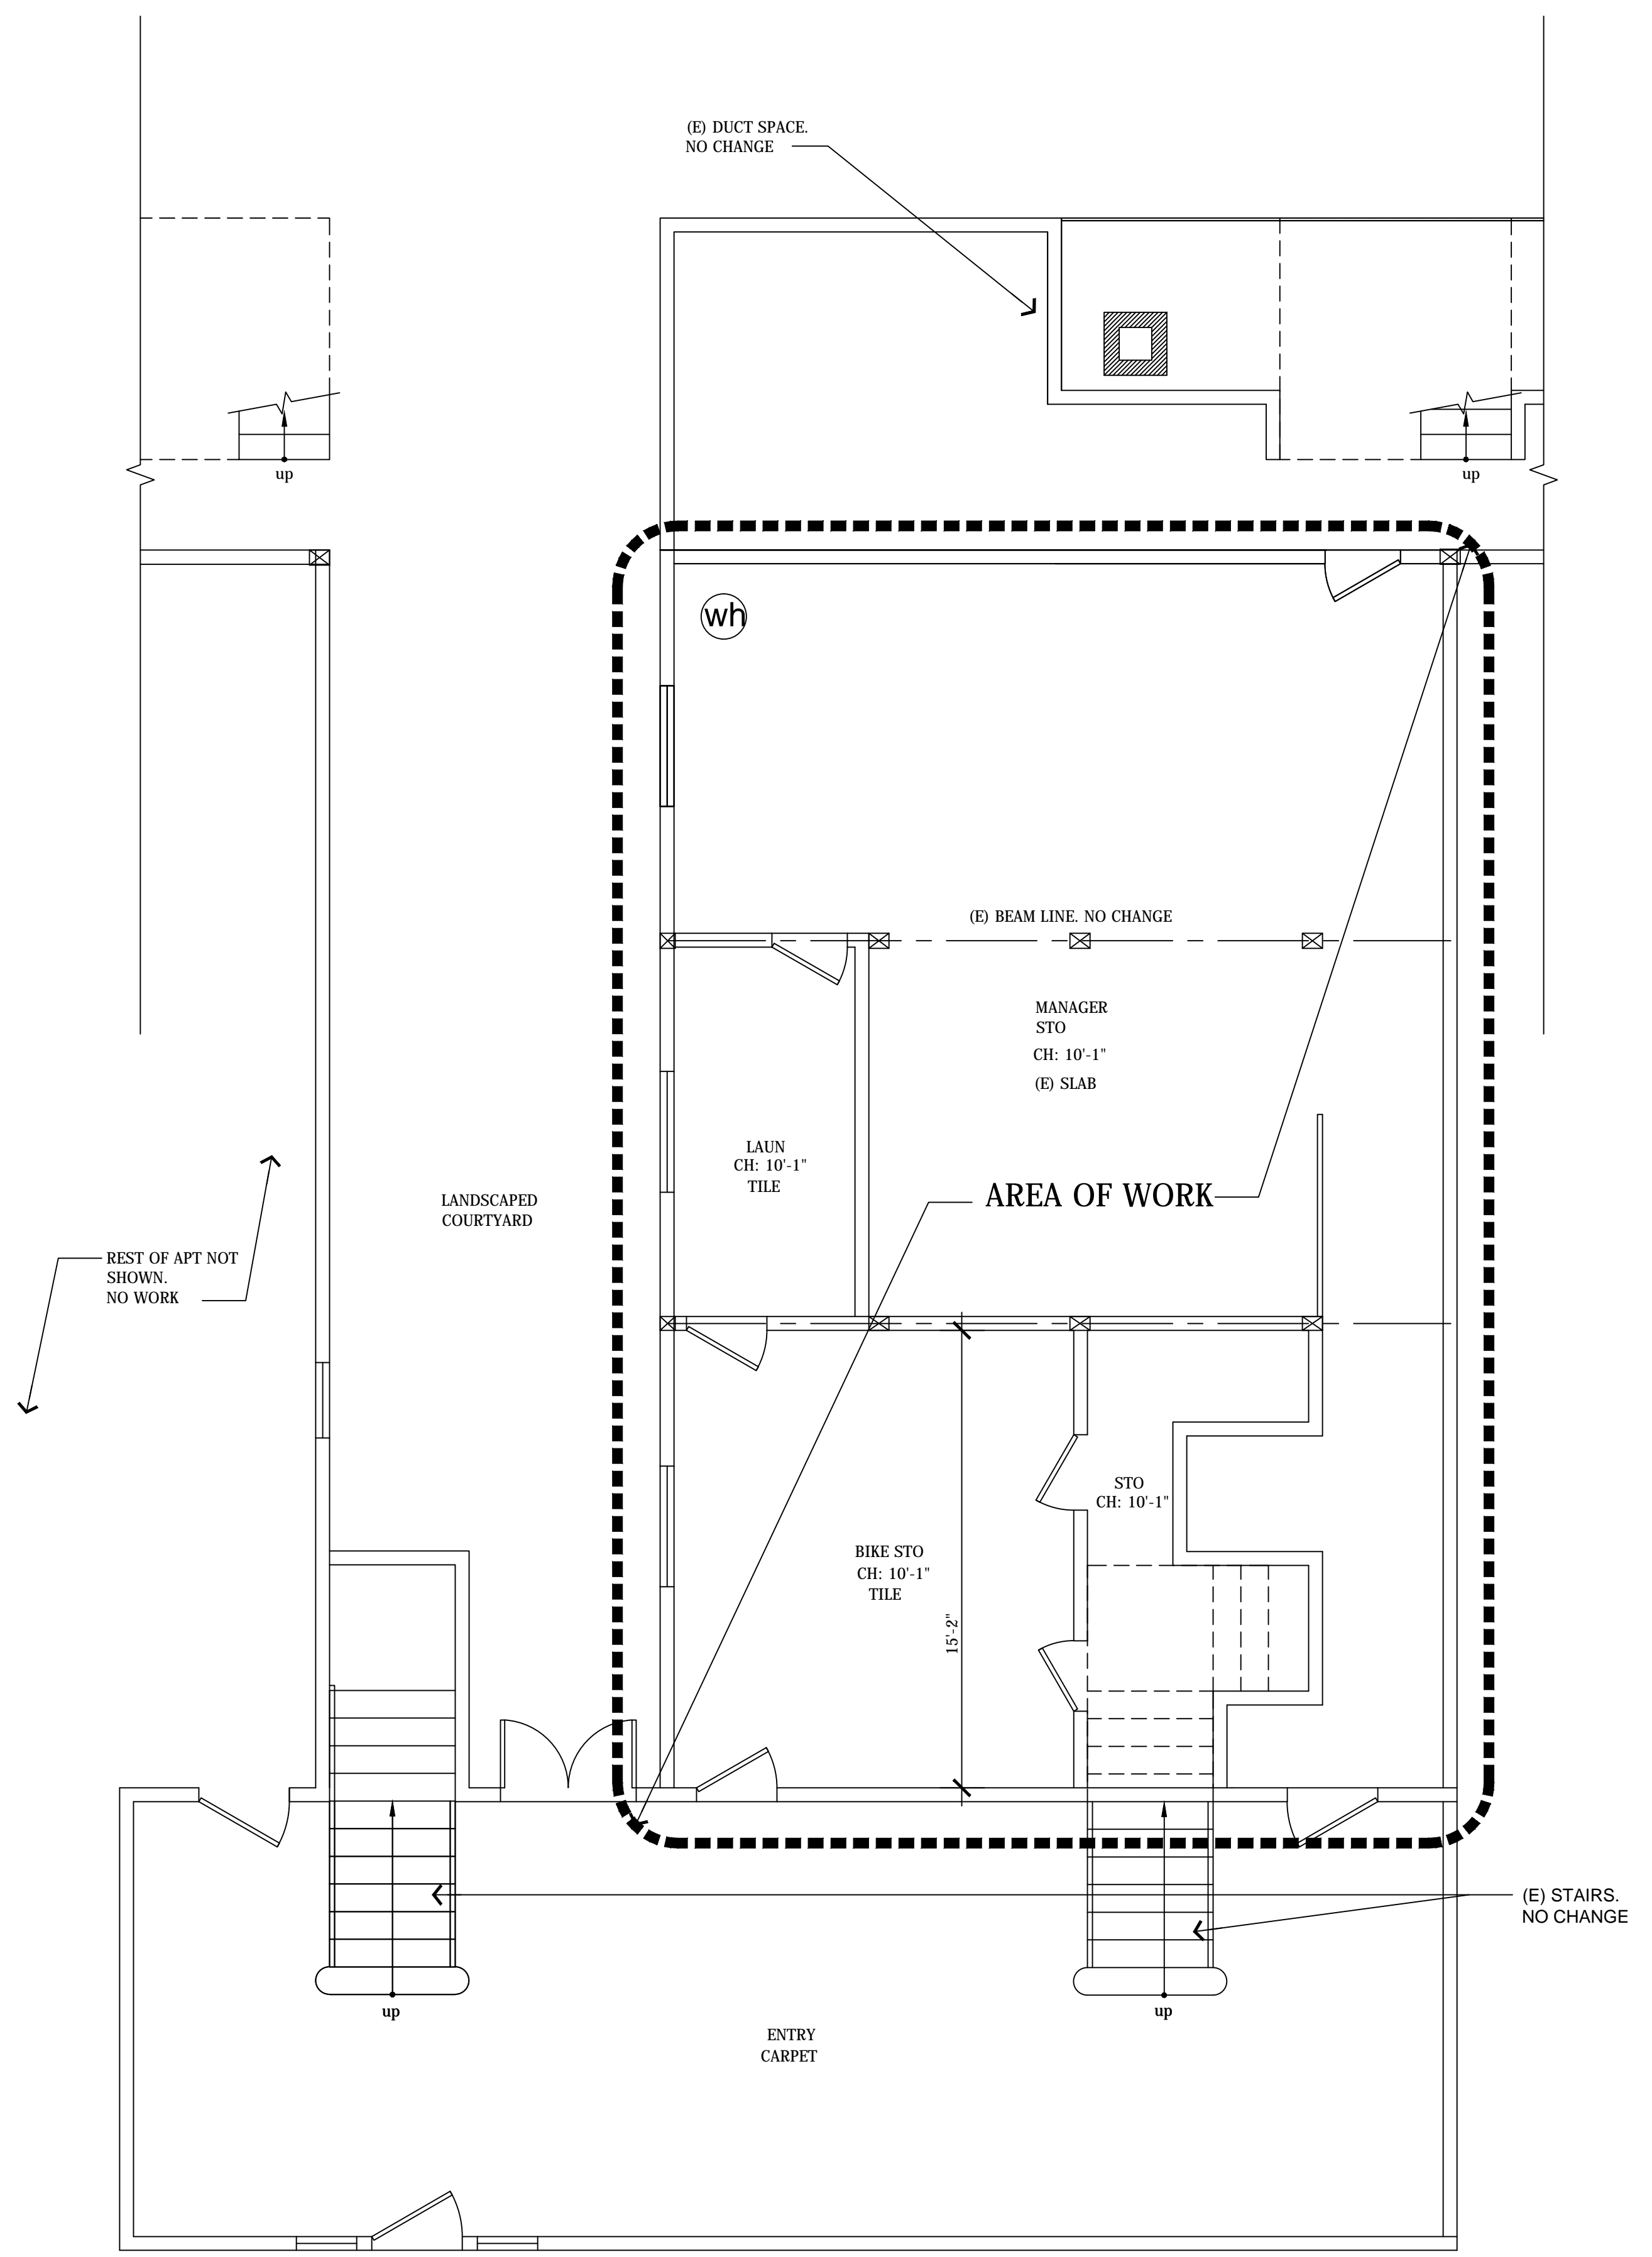 (E) DUCT SPACE.
NO CHANGE
up
up
wh
(E) BEAM LINE. NO CHANGE
MANAGER
STO
CH: 10'-1"
(E) SLAB
LAUN
CH: 10'-1"
TILE
AREA OF WORK
LANDSCAPED
COURTYARD
REST OF APT NOT
SHOWN.
NO WORK
STO
CH: 10'-1"
BIKE STO
CH: 10'-1"
TILE
15'-2"
(E) STAIRS.
NO CHANGE
up
up
ENTRY
CARPET